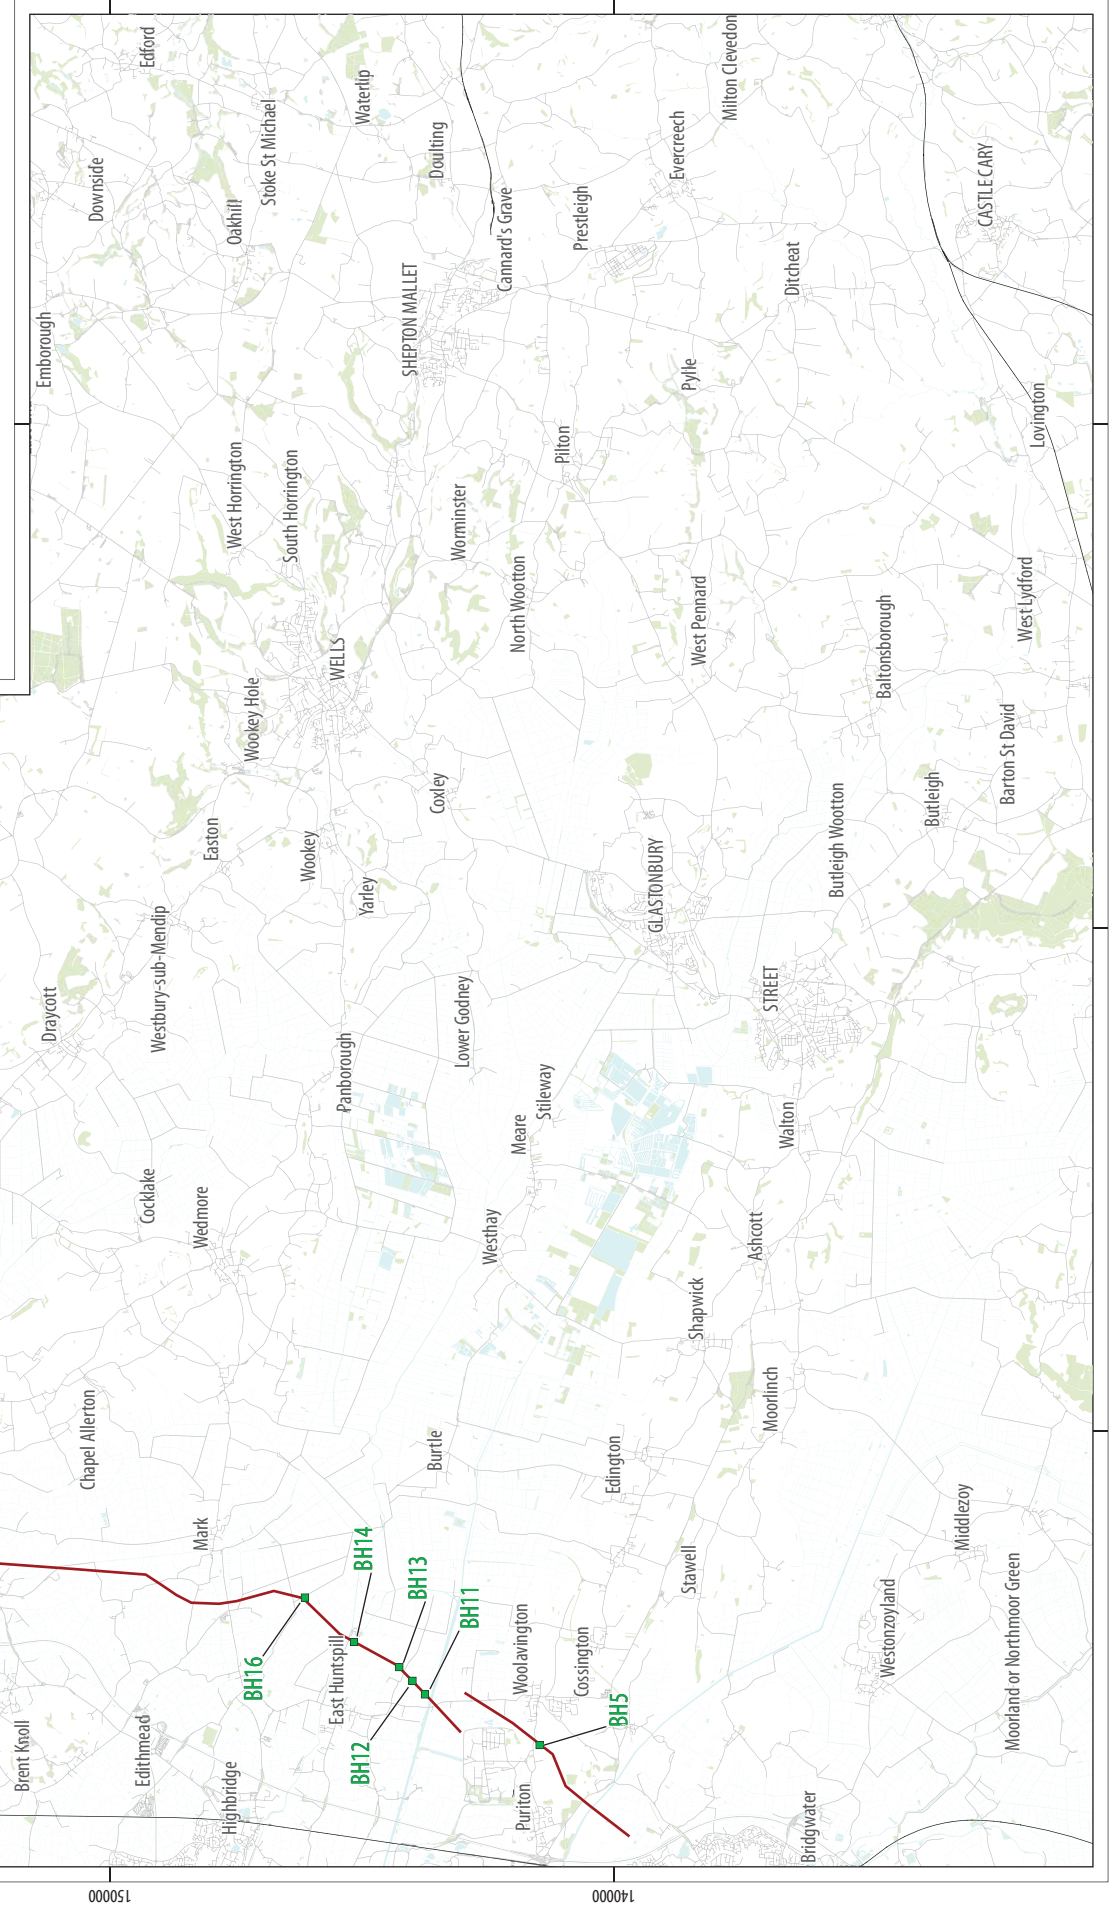 Edford
Milton Clevedon
Waterlip
Stoke St Michael
Doulting
Evercreech
Downside
CASTLE CARY
Oakhill
Prestleigh
Cannard's Grave
Ditcheat
SHEPTON MALLET
Emborough
Pylle
Lovington
Pilton
West Horrington
South Horrington
Worminster
North Wootton
West Pennard
West Lydford
Baltonsborough
WELLS
Wookey Hole
Barton St David
Coxley
Butleigh
Easton
Butleigh Wootton
Wookey
GLASTONBURY
Yarley
Westbury-sub-Mendip
STREET
Draycott
Lower Godney
Panborough
Stileway
Meare
Walton
Cocklake
Wedmore
Westhay
Ashcott
Shapwick
Moorlinch
Chapel Allerton
Burtle
Edington
Middlezoy
Mark
BH14
BH13
Stawell
BH11
Moorland or Northmoor Green
Westonzoyland
Woolavington
Cossington
BH16
East Huntspill
BH5
BH12
Brent Knoll
Edithmead
Highbridge
Puriton
Bridgwater
150000
140000